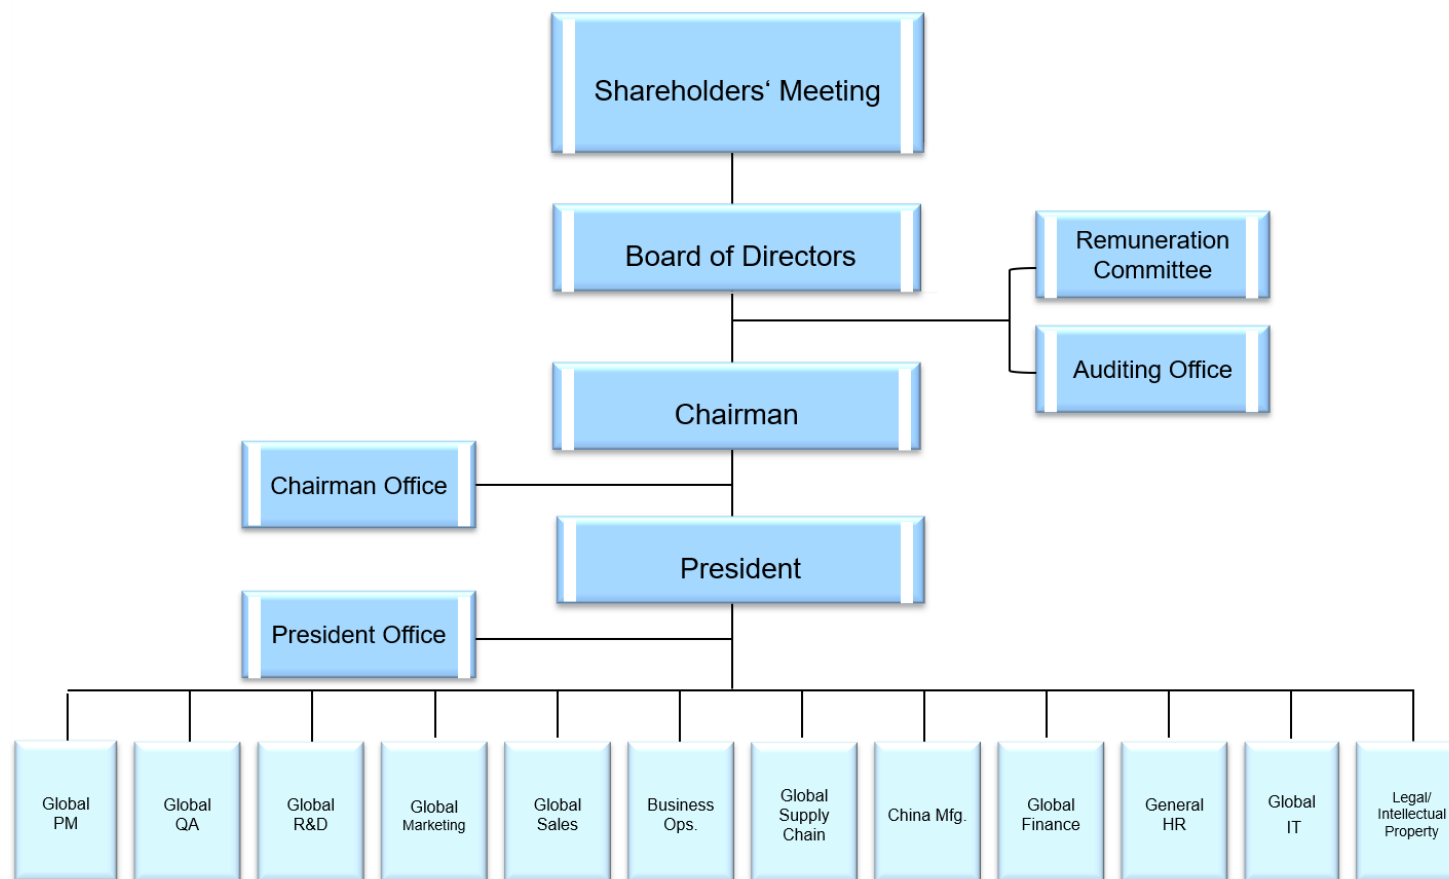 Shareholders‘ Meeting
Board of Directors
Remuneration
Committee
Auditing Office
Chairman
Chairman Office
President
President Office
Global
PM
Global
QA
Global
R&D
Global
Marketing
Global
Sales
Business
Ops.
Global
Supply
Chain
China Mfg.
Global
Finance
General
HR
Global
IT
Legal/
Intellectual
Property